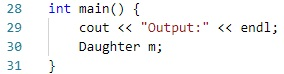 28 int main() {
29     cout << "Output:" << endl;
30     Daughter m;
31 }